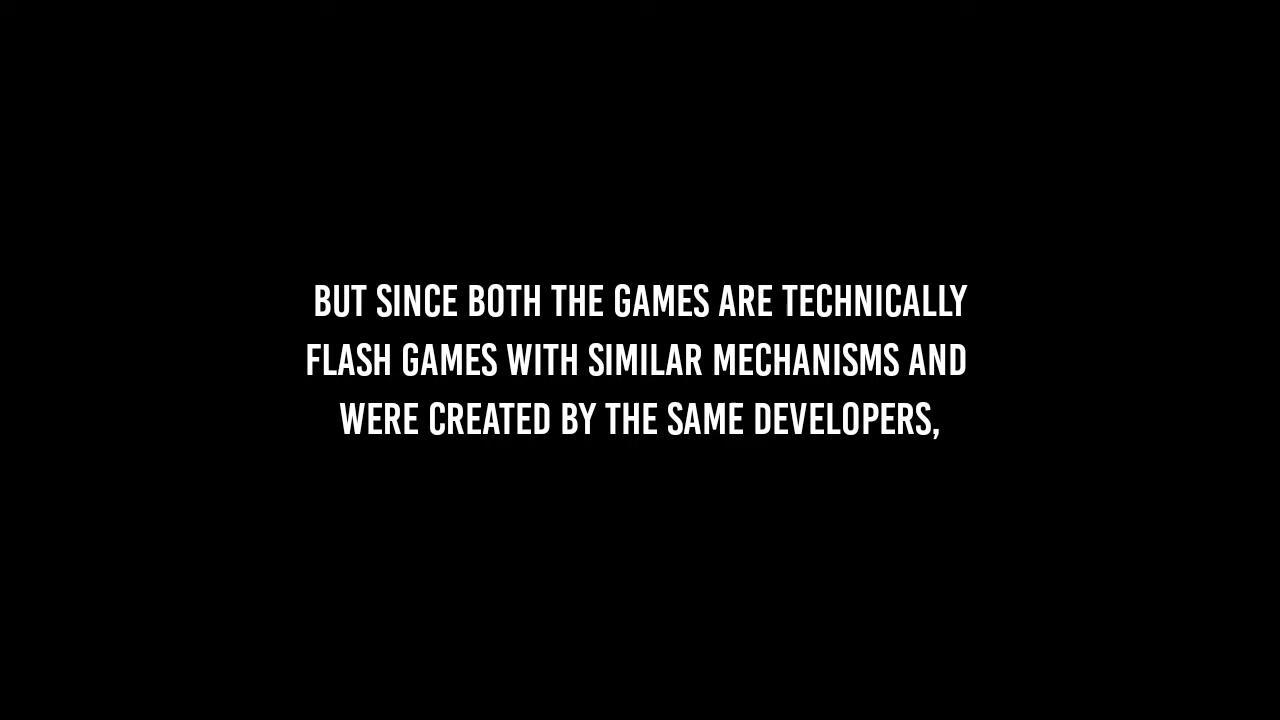 BUT SINCE BOTH THE GAMES ARE TECHNICALLY
FLASH GAMES WITH SIMILAR MECHANISMS AND
WERE CREATED BY THE SAME DEVELOPERS,